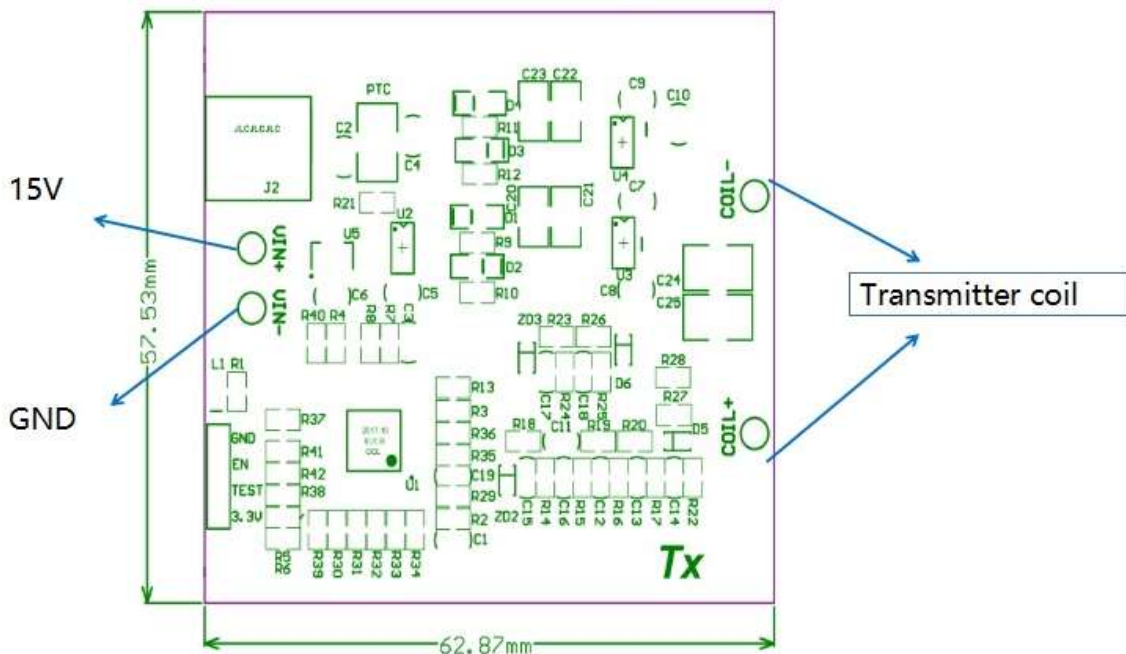 C23 C22
PTC
C9
C10
D4
C2
R11
U4
D3
C4
R12
J2
15V
R21
C20
C21
C7
COIL-
U2
D1
VIN+
U5
R9
U3
D2
C24
C6
C5
R10
C8
C25
Transmitter coil
VIN-
R40
R4
R8
R7
C3
ZD3
R23
R26
57.53mm
L1
R1
R28
D6
R13
C17
R24
C18
R25
R27
GND
R37
R3
R18
C11
R19
R20
D5
COIL+
GND
R36
R41
EN
R35
R42
C19
TEST
R38
U1
R29
3.3V
R2
ZD2
C15
R14
C16
R15
C12
R16
C13
R17
C14
R22
C1
R5
R6
R39
R30
R31
R32
R33
R34
Tx
62.87mm